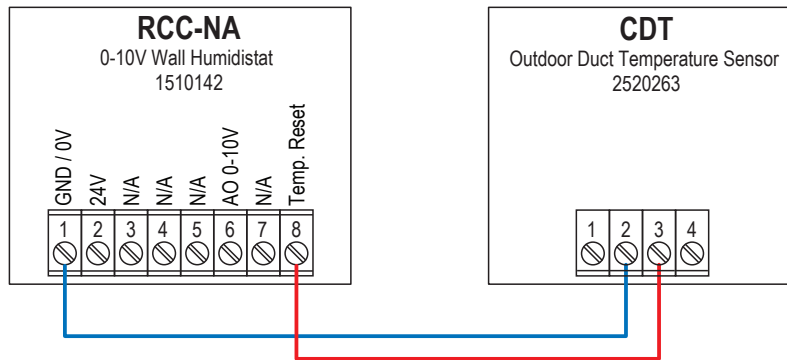 RCC-NA
0-10V Wall Humidistat
1510142
GND / 0V
24V
N/A
N/A
N/A
AO 0-10V
N/A
Temp. Reset
1 2 3 4 5 6 7 8
CDT
Outdoor Duct Temperature Sensor
2520263
1 2 3 4